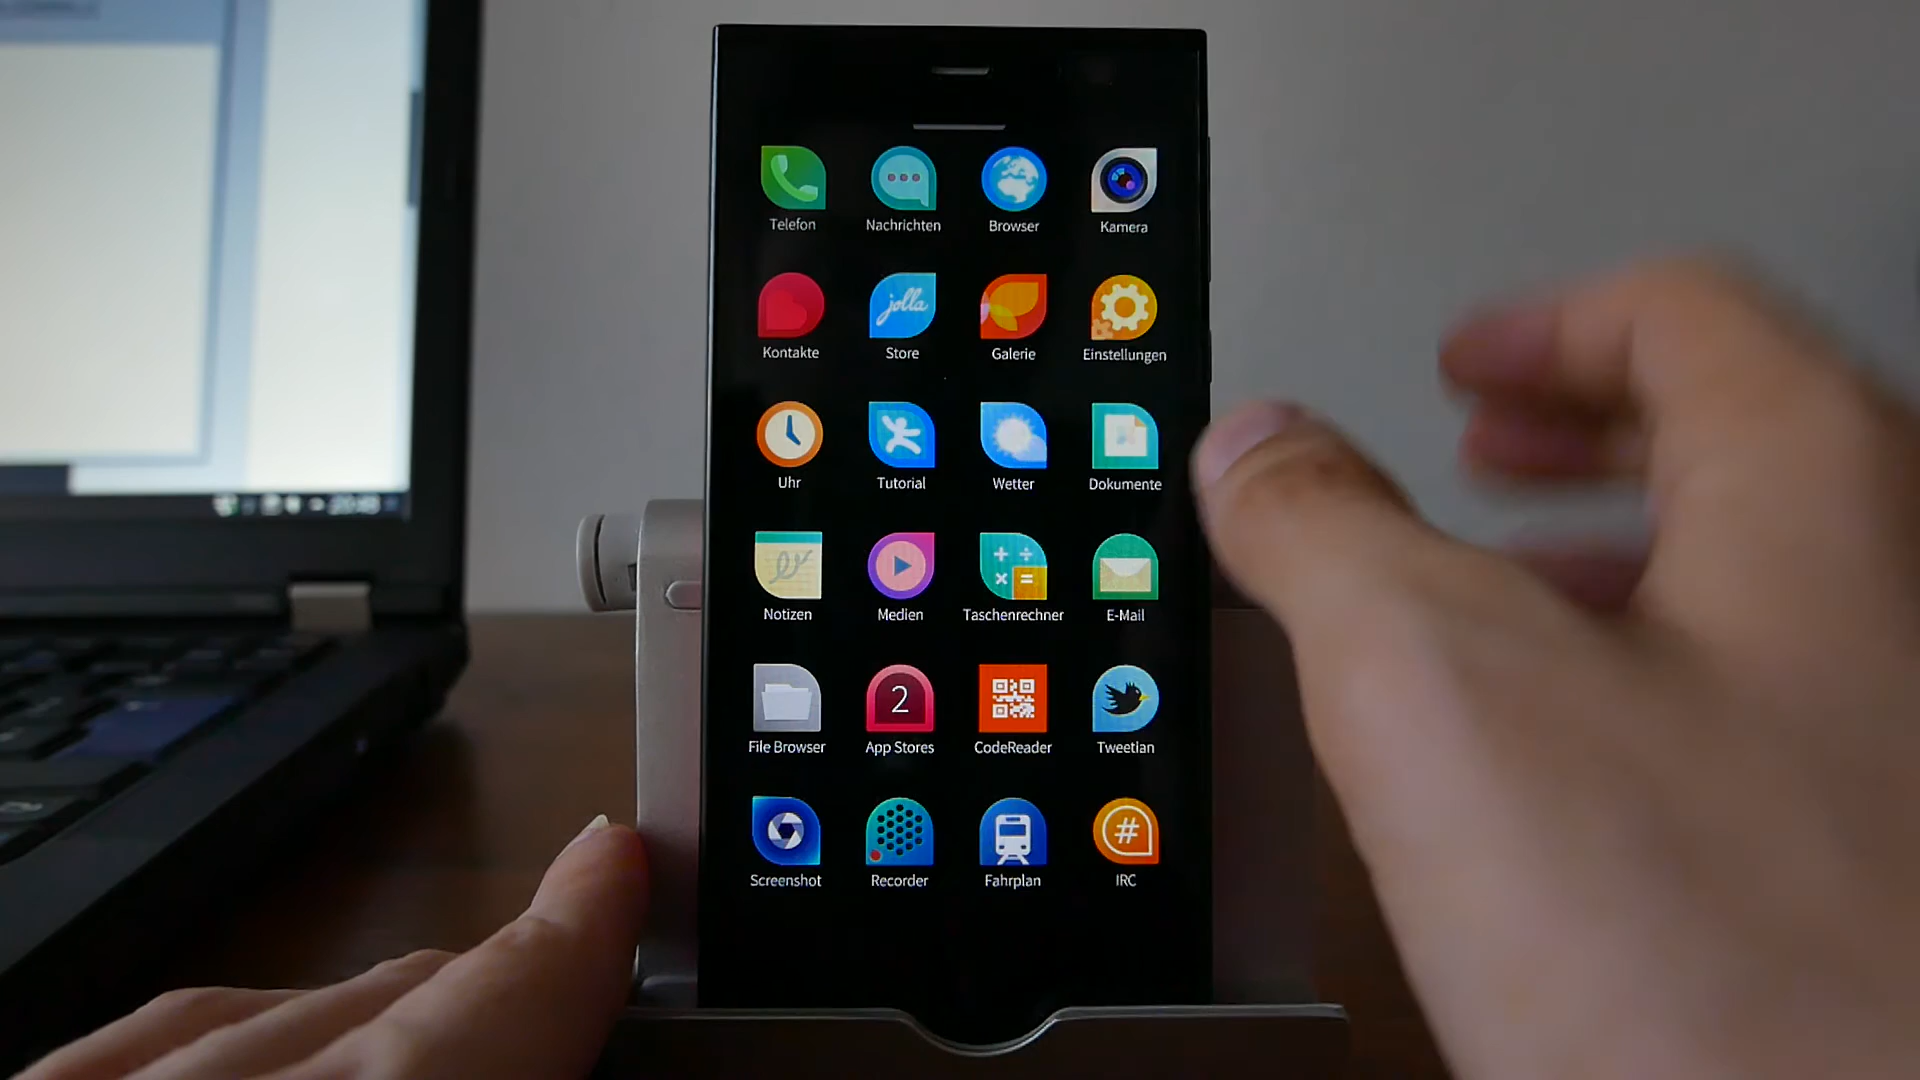 Telefon
Nachrichten
Browser
Kamera
jolla
Kontakte
Store
Galerie
Einstellungen
Uhr
Tutorial
Wetter
Dokumente
Notizen
Medien
Taschenrechner
E-Mail
2
File Browser
App Stores
CodeReader
Tweetian
#
Screenshot
Recorder
Fahrplan
IRC